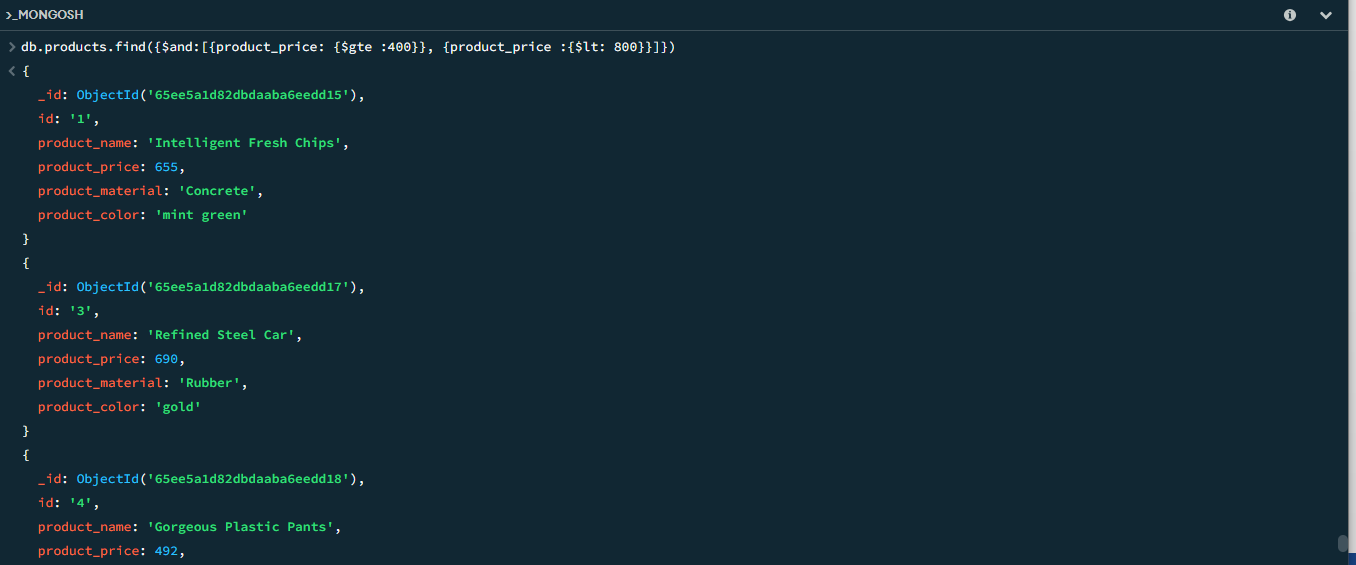 >_MONGOSH
> db.products.find({$and:[{product_price: {$gte :400}}, {product_price :{$lt: 800}}]})
< {
_id: ObjectId('65ee5a1d82dbdaaba6eedd15'),
id: '1',
product_name: 'Intelligent Fresh Chips',
product_price: 655,
product_material: 'Concrete',
product_color: 'mint green'
}
{
_id: ObjectId('65ee5a1d82dbdaaba6eedd17'),
id: '3',
product_name: 'Refined Steel Car',
product_price: 690,
product_material: 'Rubber',
product_color: 'gold'
}
{
_id: ObjectId('65ee5a1d82dbdaaba6eedd18'),
id: '4',
product_name: 'Gorgeous Plastic Pants',
product_price: 492,